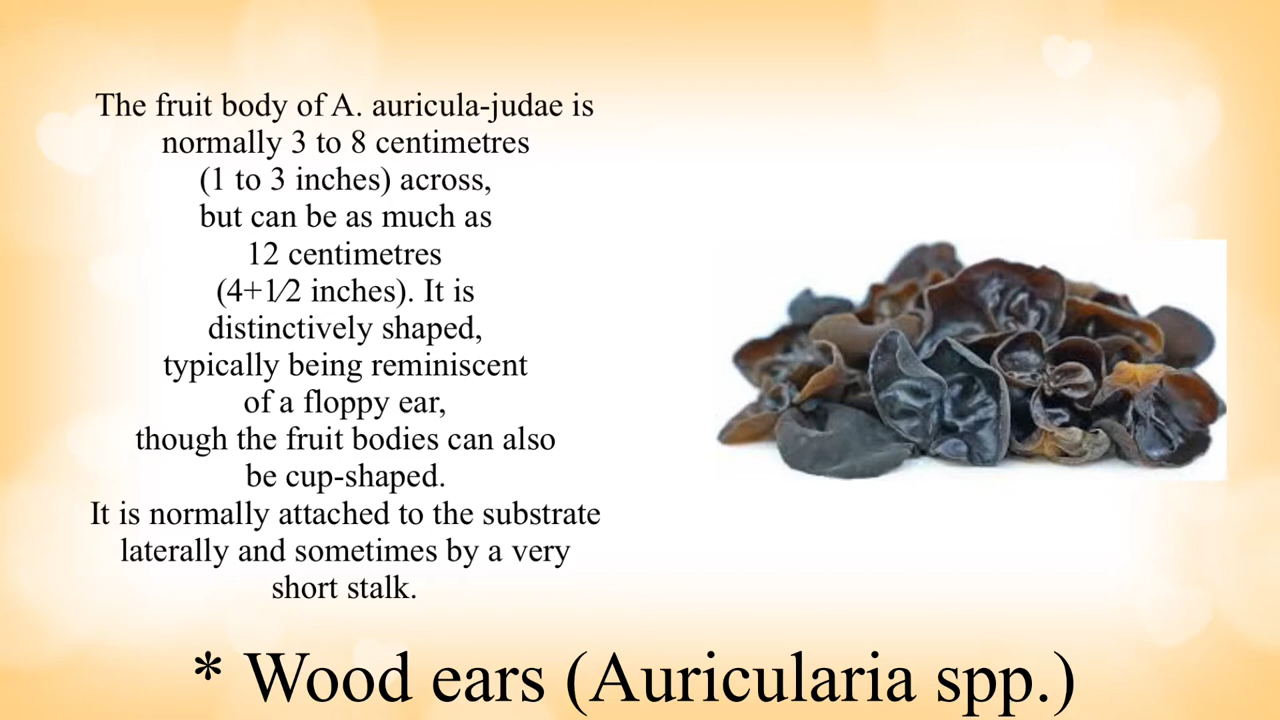 The fruit body of A. auricula-judae is
normally 3 to 8 centimetres
(1 to 3 inches) across,
but can be as much as
12 centimetres
(4+1⁄2 inches). It is
distinctively shaped,
typically being reminiscent
of a floppy ear,
though the fruit bodies can also
be cup-shaped.
It is normally attached to the substrate
laterally and sometimes by a very
short stalk.
* Wood ears (Auricularia spp.)